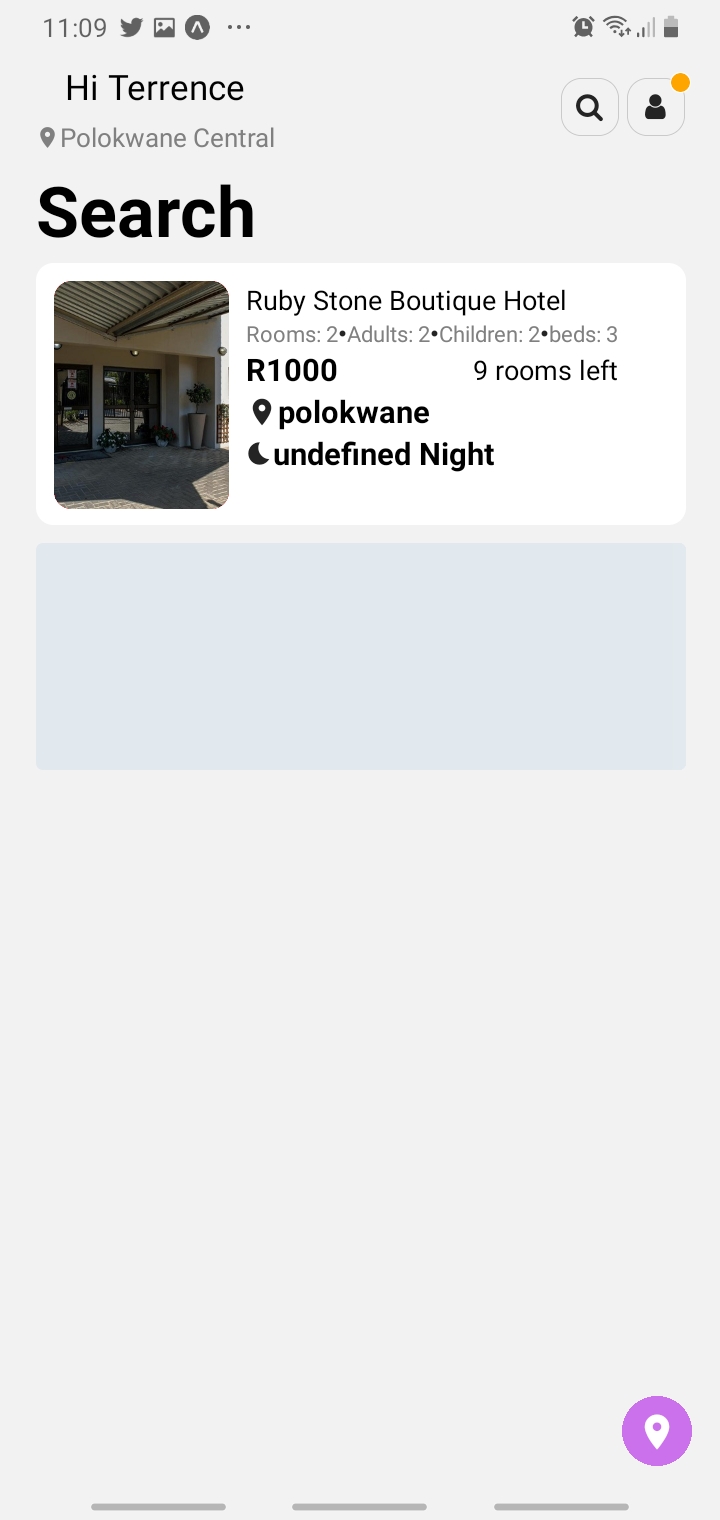 11:09
Hi Terrence
Polokwane Central
Search
Ruby Stone Boutique Hotel
Rooms: 2•Adults: 2•Children: 2•beds: 3
R1000 9 rooms left
polokwane
undefined Night